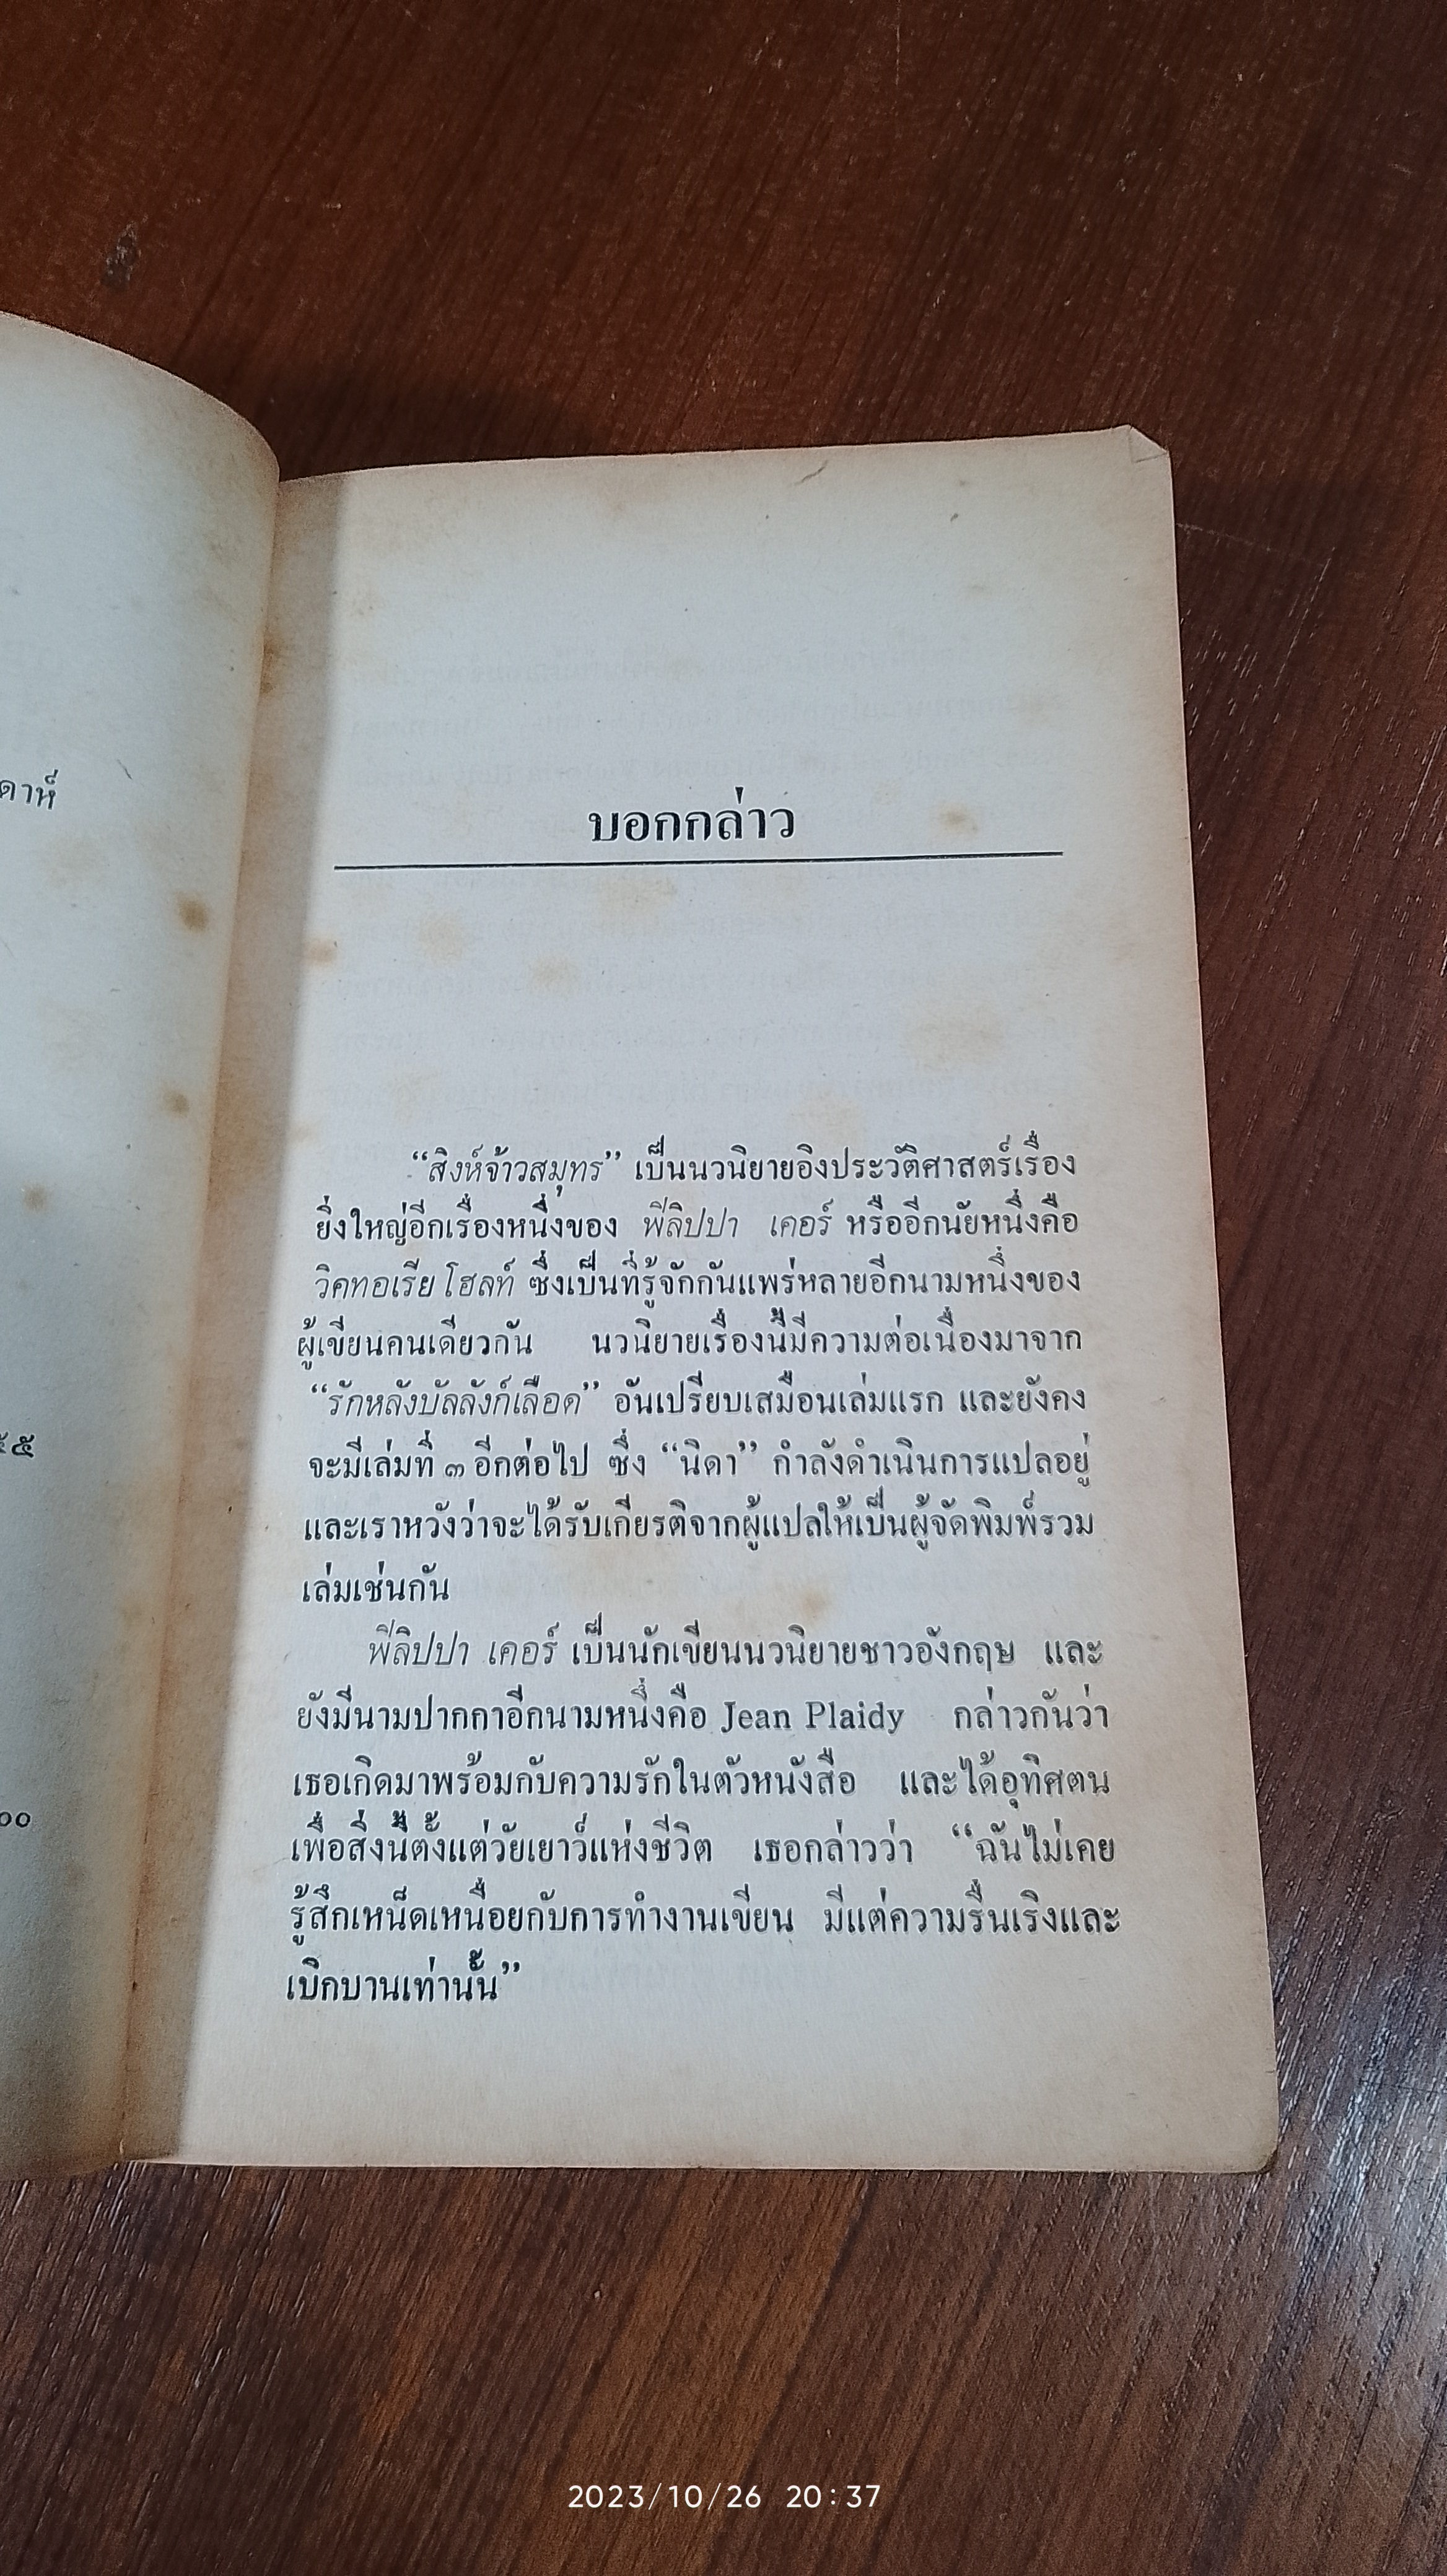 ดาห์
๕
๐๐
บอกกล่าว
“สิงห์จ้าวสมุทร” เป็นนวนิยายอิงประวัติศาสตร์เรื่อง
ยิ่งใหญ่อีกเรื่องหนึ่งของ ฟิลิปปา เคอร์ หรืออีกนัยหนึ่งคือ
วิคทอเรีย โฮลท์ ซึ่งเป็นที่รู้จักกันแพร่หลายอีกนามหนึ่งของ
ผู้เขียนคนเดียวกัน นวนิยายเรื่องนี้มีความต่อเนื่องมาจาก
“รักหลังบัลลังก์เลือด” อันเปรียบเสมือนเล่มแรก และยังคง
จะมีเล่มที่ ๓ อีกต่อไป ซึ่ง “นิดา” กำลังดำเนินการแปลอยู่
และเราหวังว่าจะได้รับเกียรติจากผู้แปลให้เป็นผู้จัดพิมพ์รวม
เล่มเช่นกัน
ฟิลิปปา เคอร์ เป็นนักเขียนนวนิยายชาวอังกฤษ และ
ยังมีนามปากกาอีกนามหนึ่งคือ Jean Plaidy กล่าวกันว่า
เธอเกิดมาพร้อมกับความรักในตัวหนังสือ และได้อุทิศตน
เพื่อสิ่งนี้ตั้งแต่วัยเยาว์แห่งชีวิต เธอกล่าวว่า “ฉันไม่เคย
รู้สึกเหน็ดเหนื่อยกับการทำงานเขียน มีแต่ความรื่นเริงและ
เบิกบานเท่านั้น”
2023/10/26 20:37